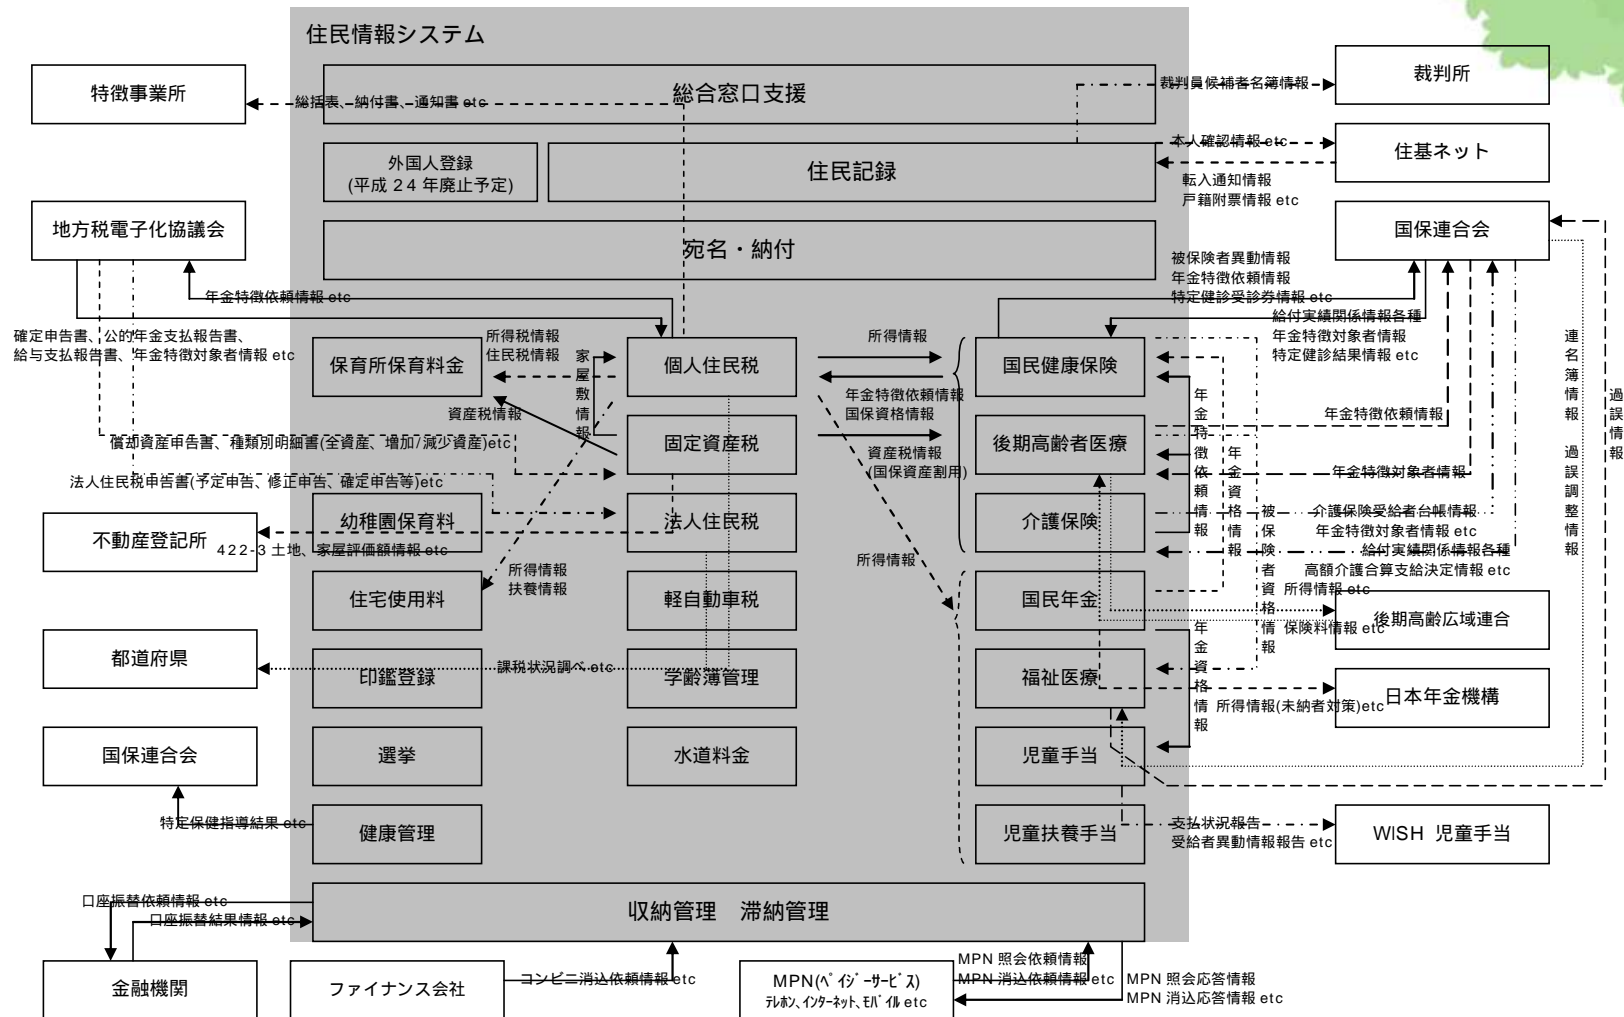 住民情報システム
特徴事業所
総括表、納付書、通知書 etc
総合窓口支援
裁判員候補者名簿情報
裁判所
外国人登録
(平成 24 年廃止予定)
住民記録
本人確認情報 etc
住基ネット
転入通知情報
戸籍附票情報 etc
地方税電子化協議会
宛名・納付
国保連合会
被保険者異動情報
年金特徴依頼情報
特定健診受診券情報 etc
年金特徴依頼情報 etc
給付実績関係情報各種
年金特徴対象者情報
特定健診結果情報 etc
確定申告書、公的年金支払報告書、
給与支払報告書、年金特徴対象者情報 etc
保育所保育料金
所得税情報
住民税情報
家屋敷情報
個人住民税
所得情報
年金特徴依頼情報
国保資格情報
国民健康保険
連名簿情報
過誤調整情報
過誤情報
資産税情報
固定資産税
資産税情報
(国保資産割用)
後期高齢者医療
年金特徴依頼情報
年金特徴依頼情報
年金資格情報
償却資産申告書、種類別明細書(全資産、増加/減少資産)etc
年金特徴対象者情報
法人住民税申告書(予定申告、修正申告、確定申告等)etc
幼稚園保育料
法人住民税
介護保険
被保険者資格情報
介護保険受給者台帳情報
年金特徴対象者情報 etc
不動産登記所
422-3 土地、家屋評価額情報 etc
給付実績関係情報各種
高額介護合算支給決定情報 etc
所得情報
扶養情報
所得情報
住宅使用料
軽自動車税
国民年金
所得情報 etc
後期高齢広域連合
保険料情報 etc
年金資格情報
都道府県
課税状況調べ etc
印鑑登録
学齢簿管理
福祉医療
日本年金機構
所得情報(未納者対策)etc
国保連合会
選挙
水道料金
児童手当
特定保健指導結果 etc
健康管理
児童扶養手当
支払状況報告
受給者異動情報報告 etc
WISH 児童手当
口座振替依頼情報 etc
口座振替結果情報 etc
収納管理 滞納管理
金融機関
ファイナンス会社
コンビニ消込依頼情報 etc
MPN(ペイジーサービス)
テレホン、インターネット、モバイル etc
MPN 照会依頼情報
MPN 消込依頼情報 etc
MPN 照会応答情報
MPN 消込応答情報 etc